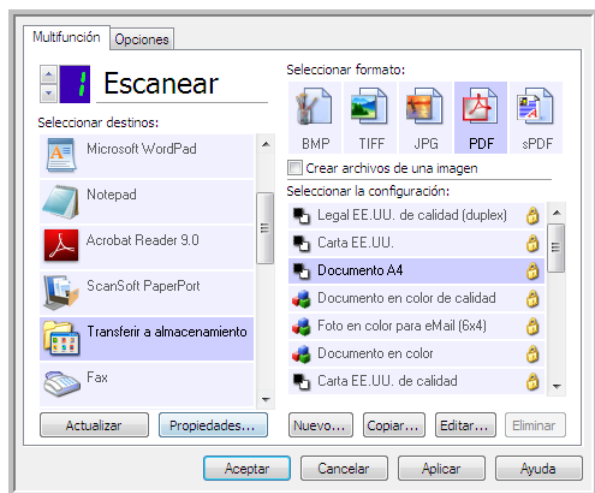 Multifunción Opciones
1 Escanear
Seleccionar destinos:
Microsoft WordPad
Notepad
Acrobat Reader 9.0
ScanSoft PaperPort
Transferir a almacenamiento
Fax
Actualizar Propiedades...
Seleccionar formato:
BMP TIFF JPG PDF sPDF
Crear archivos de una imagen
Seleccionar la configuración:
Legal EE.UU. de calidad (duplex)
Carta EE.UU.
Documento A4
Documento en color de calidad
Foto en color para eMail (6x4)
Documento en color
Carta EE.UU. de calidad
Nuevo... Copiar... Editar... Eliminar
Aceptar Cancelar Aplicar Ayuda